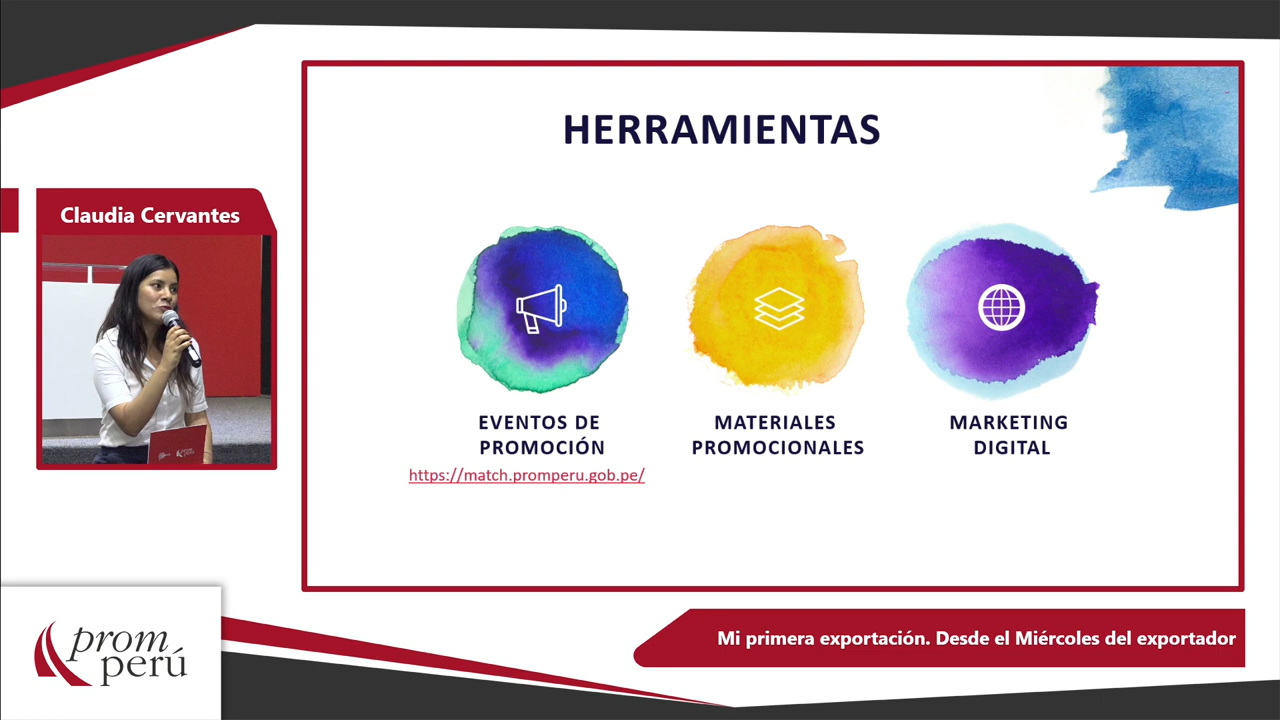 HERRAMIENTAS
Claudia Cervantes
EVENTOS DE
PROMOCIÓN
https://match.promperu.gob.pe/
MATERIALES
PROMOCIONALES
MARKETING
DIGITAL
prom
perú
Mi primera exportación. Desde el Miércoles del exportador